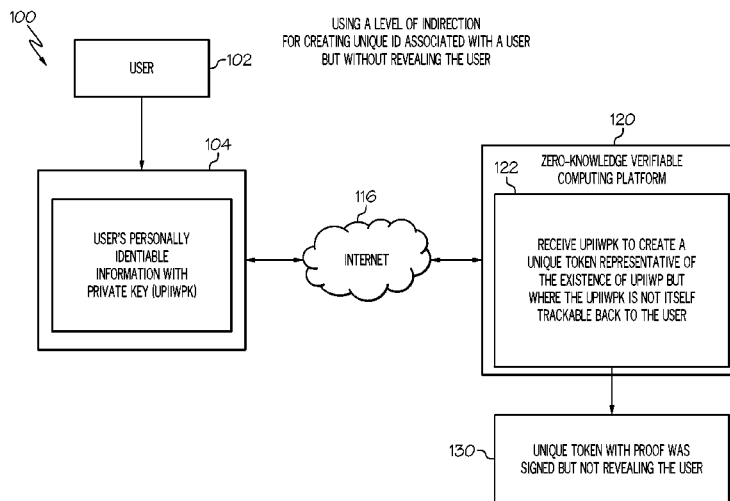 100
USING A LEVEL OF INDIRECTION
FOR CREATING UNIQUE ID ASSOCIATED WITH A USER
BUT WITHOUT REVEALING THE USER
USER
102
104
USER'S PERSONALLY
IDENTIABLE
INFORMATION WITH
PRIVATE KEY (UPIIWPK)
116
INTERNET
120
ZERO-KNOWLEDGE VERIFIABLE
COMPUTING PLATFORM
122
RECEIVE UPIIWPK TO CREATE A
UNIQUE TOKEN REPRESENTATIVE OF
THE EXISTENCE OF UPIIWP BUT
WHERE THE UPIIWPK IS NOT ITSELF
TRACKABLE BACK TO THE USER
130
UNIQUE TOKEN WITH PROOF WAS
SIGNED BUT NOT REVEALING THE USER